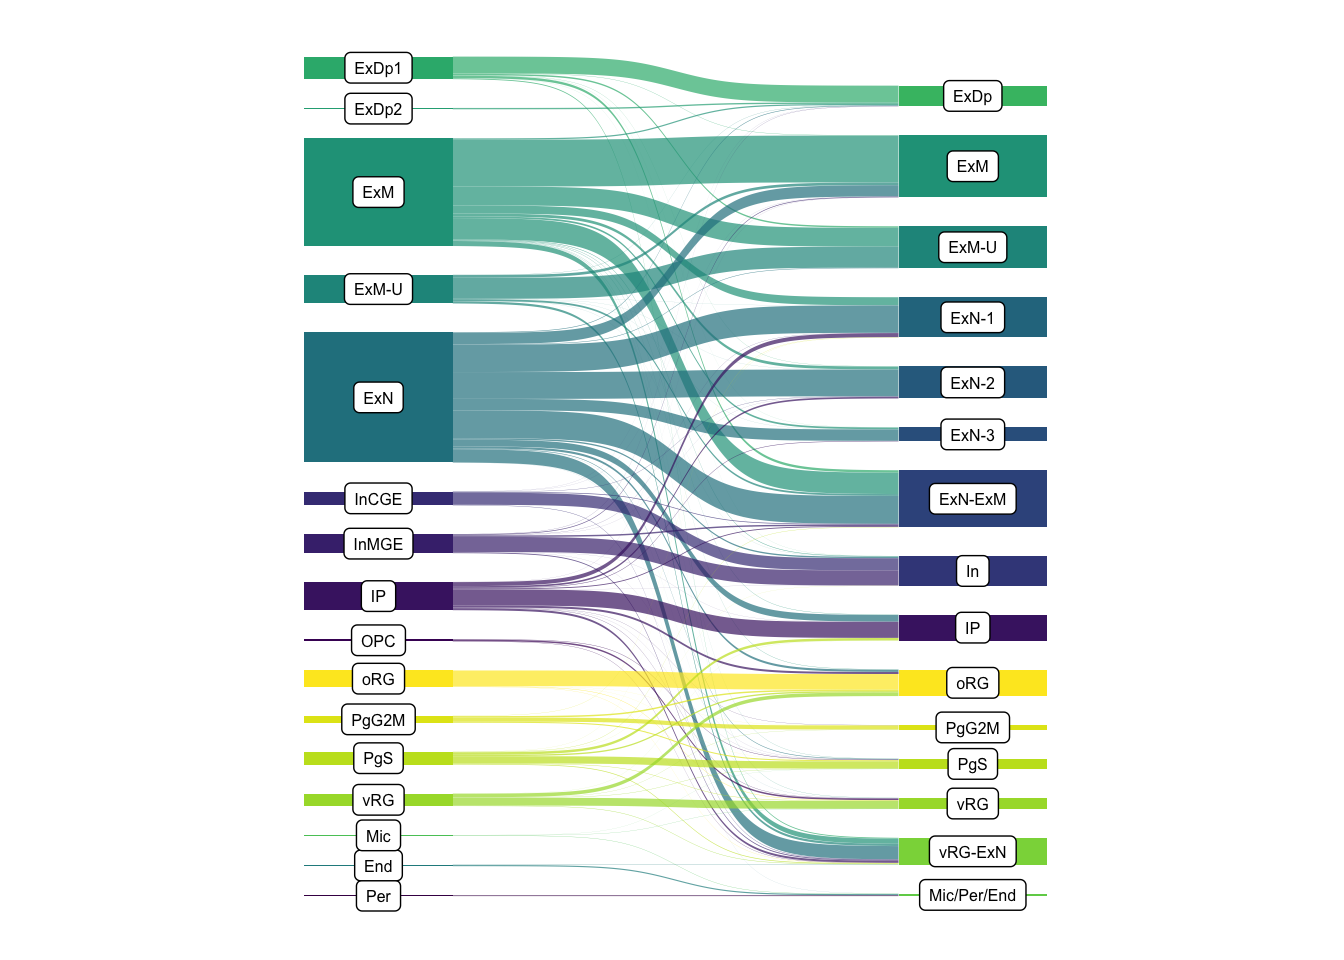 ExDp1
ExDp2
ExM
ExM-U
ExN
InCGE
InMGE
IP
OPC
oRG
PgG2M
PgS
vRG
Mic
End
Per
ExDp
ExM
ExM-U
ExN-1
ExN-2
ExN-3
ExN-ExM
In
IP
oRG
PgG2M
PgS
vRG
vRG-ExN
Mic/Per/End